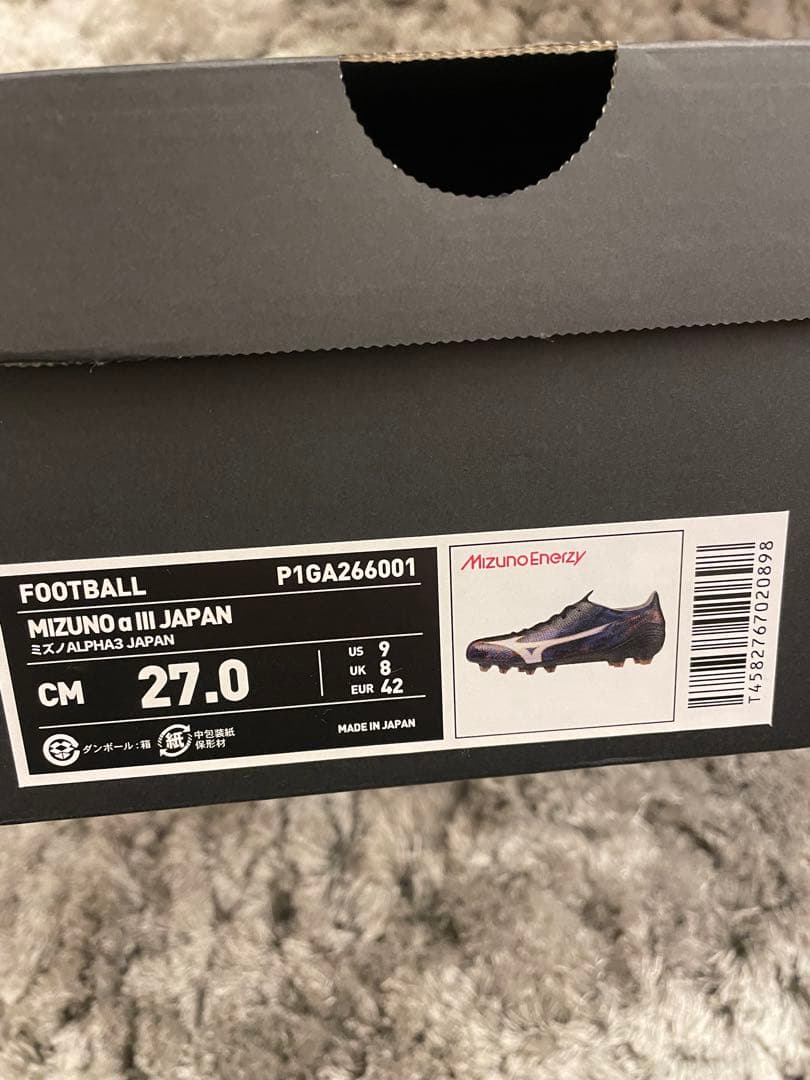 FOOTBALL P1GA266001
MIZUNO α III JAPAN
ミズノALPHA3 JAPAN
CM 27.0
US 9
UK 8
EUR 42
MADE IN JAPAN
ダンボール:箱
紙
中包装紙
保形材
MizunoEnerzy
T4582767020898